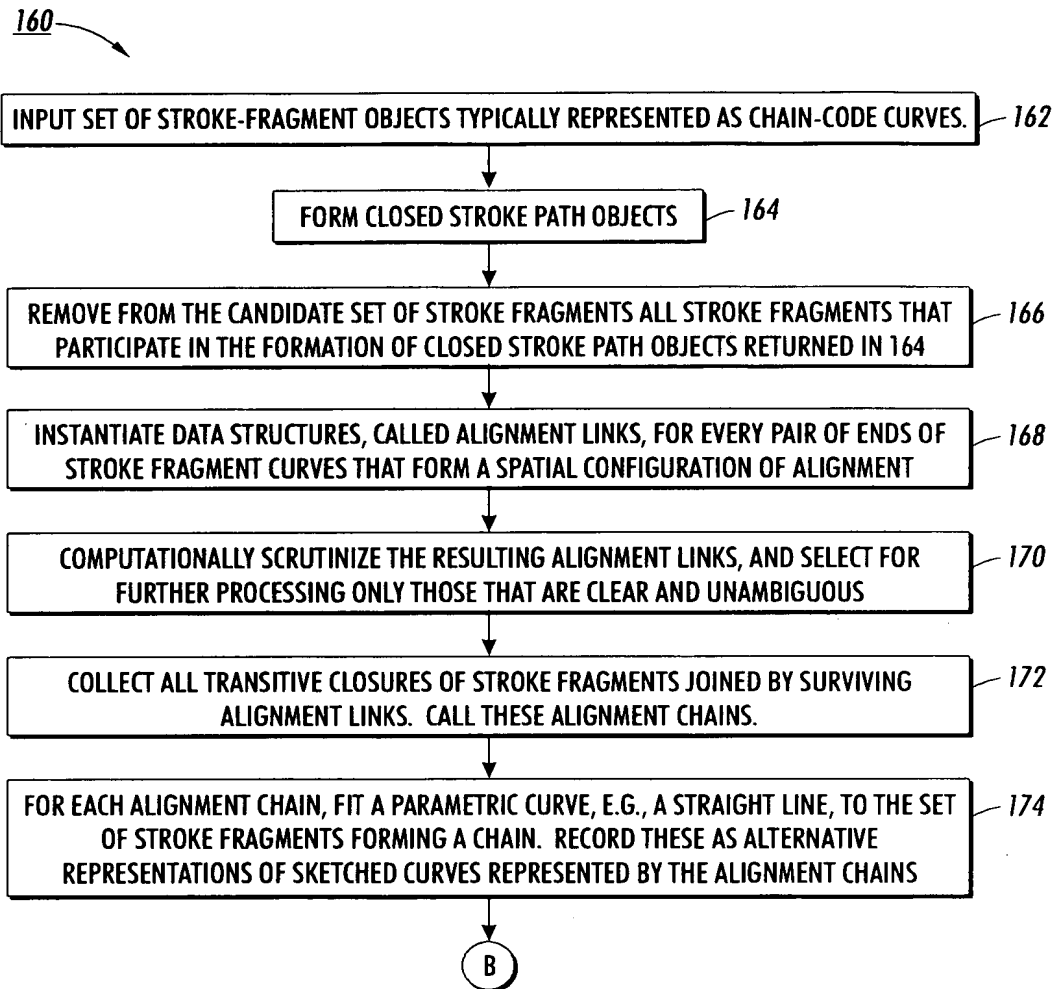 160
INPUT SET OF STROKE-FRAGMENT OBJECTS TYPICALLY REPRESENTED AS CHAIN-CODE CURVES.
162
FORM CLOSED STROKE PATH OBJECTS
164
REMOVE FROM THE CANDIDATE SET OF STROKE FRAGMENTS ALL STROKE FRAGMENTS THAT
PARTICIPATE IN THE FORMATION OF CLOSED STROKE PATH OBJECTS RETURNED IN 164
166
INSTANTIATE DATA STRUCTURES, CALLED ALIGNMENT LINKS, FOR EVERY PAIR OF ENDS OF
STROKE FRAGMENT CURVES THAT FORM A SPATIAL CONFIGURATION OF ALIGNMENT
168
COMPUTATIONALLY SCRUTINIZE THE RESULTING ALIGNMENT LINKS, AND SELECT FOR
FURTHER PROCESSING ONLY THOSE THAT ARE CLEAR AND UNAMBIGUOUS
170
COLLECT ALL TRANSITIVE CLOSURES OF STROKE FRAGMENTS JOINED BY SURVIVING
ALIGNMENT LINKS. CALL THESE ALIGNMENT CHAINS.
172
FOR EACH ALIGNMENT CHAIN, FIT A PARAMETRIC CURVE, E.G., A STRAIGHT LINE, TO THE SET
OF STROKE FRAGMENTS FORMING A CHAIN. RECORD THESE AS ALTERNATIVE
REPRESENTATIONS OF SKETCHED CURVES REPRESENTED BY THE ALIGNMENT CHAINS
174
B